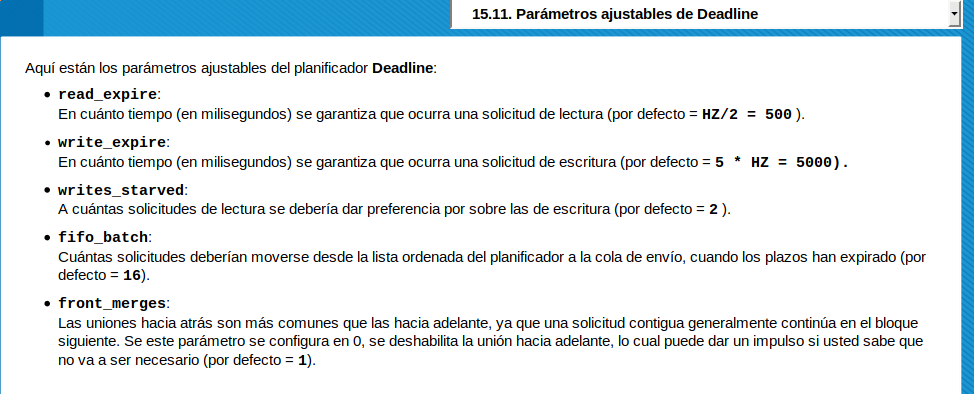 15.11. Parámetros ajustables de Deadline
Aquí están los parámetros ajustables del planificador Deadline:
read_expire:
En cuánto tiempo (en milisegundos) se garantiza que ocurra una solicitud de lectura (por defecto = HZ/2 = 500 ).
write_expire:
En cuánto tiempo (en milisegundos) se garantiza que ocurra una solicitud de escritura (por defecto = 5 * HZ = 5000).
writes_starved:
A cuántas solicitudes de lectura se debería dar preferencia por sobre las de escritura (por defecto = 2 ).
fifo_batch:
Cuántas solicitudes deberían moverse desde la lista ordenada del planificador a la cola de envío, cuando los plazos han expirado (por
defecto = 16).
front_merges:
Las uniones hacia atrás son más comunes que las hacia adelante, ya que una solicitud contigua generalmente continúa en el bloque
siguiente. Se este parámetro se configura en 0, se deshabilita la unión hacia adelante, lo cual puede dar un impulso si usted sabe que
no va a ser necesario (por defecto = 1).